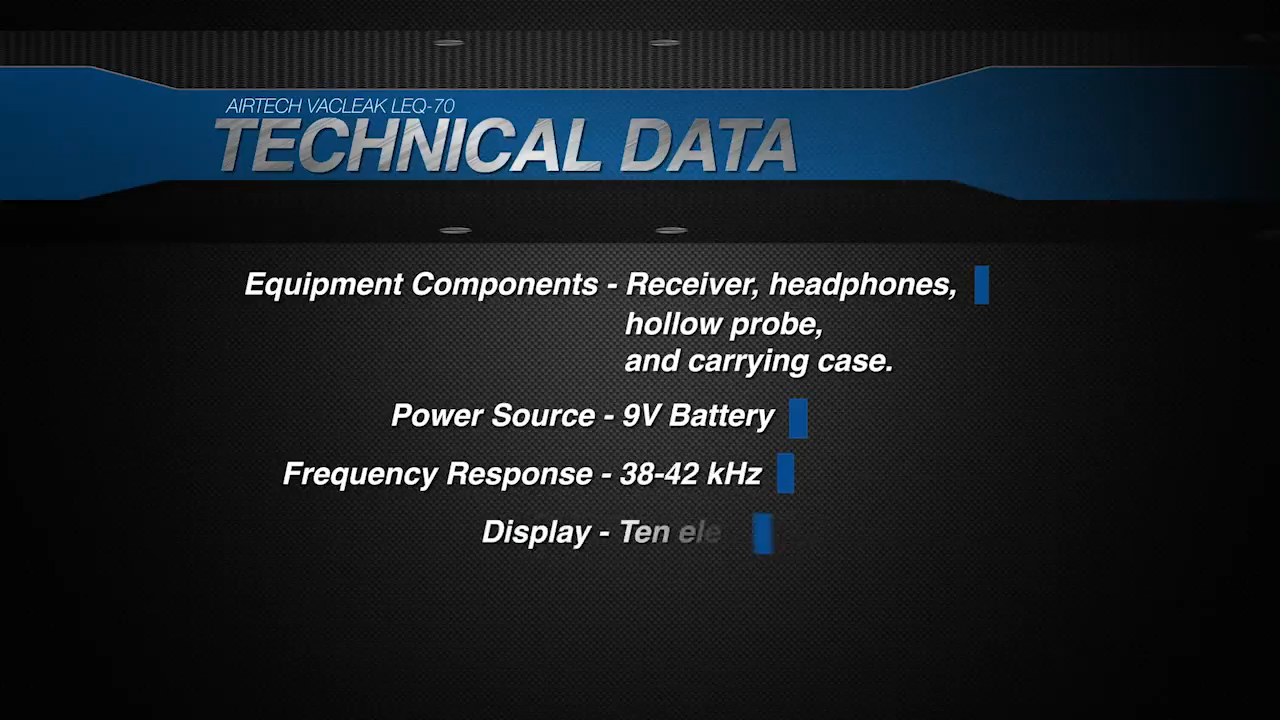 AIRTECH VACLEAK LEQ-70
TECHNICAL DATA
Equipment Components - Receiver, headphones,
hollow probe,
and carrying case.
Power Source - 9V Battery
Frequency Response - 38-42 kHz
Display - Ten ele